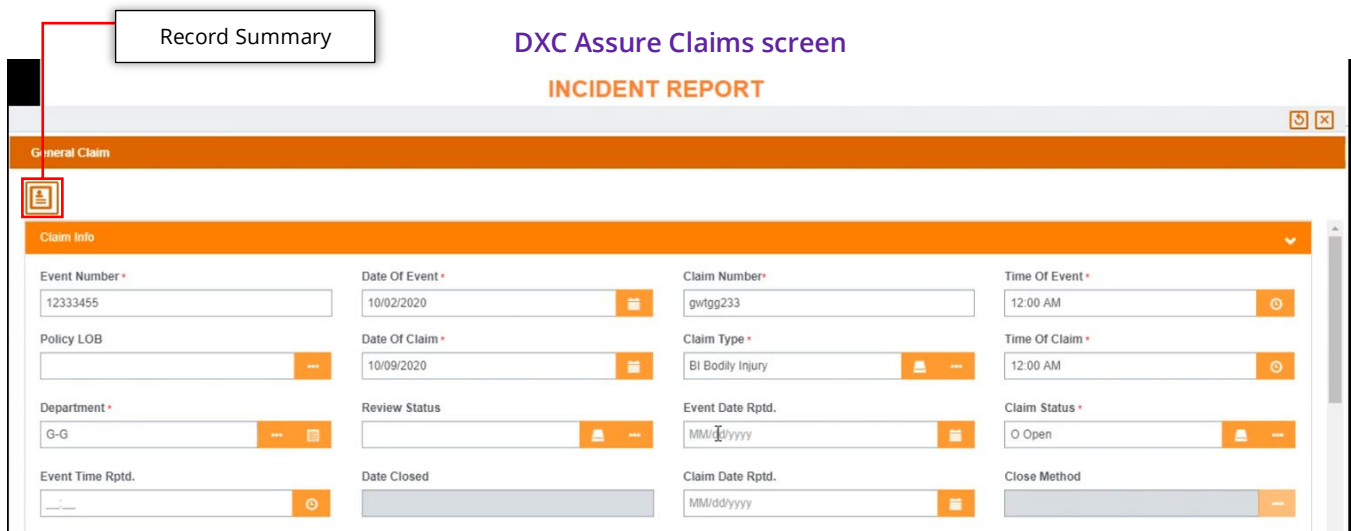 Record Summary
DXC Assure Claims screen
INCIDENT REPORT
General Claim
Claim Info
Event Number •
Date Of Event •
Claim Number•
Time Of Event •
12333455
10/02/2020
gwtgg233
12:00 AM
Policy LOB
Date Of Claim •
Claim Type •
Time Of Claim •
10/09/2020
BI Bodily Injury
12:00 AM
Department •
Review Status
Event Date Rptd.
Claim Status •
G-G
MM/dd/yyyy
O Open
Event Time Rptd.
Date Closed
Claim Date Rptd.
Close Method
__:__
MM/dd/yyyy